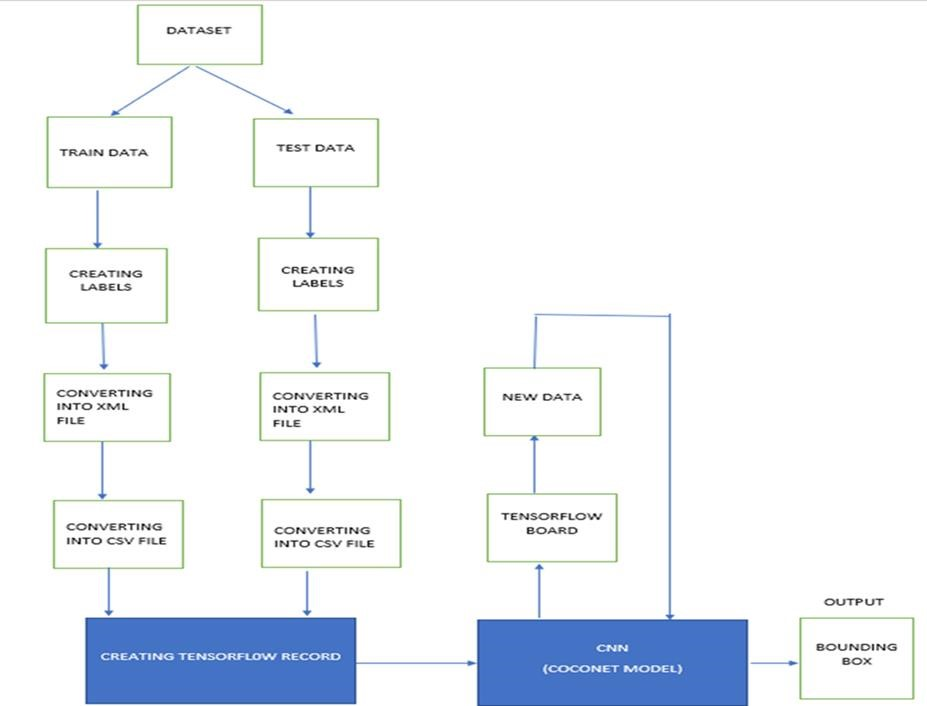 DATASET
TRAIN DATA
TEST DATA
CREATING
LABELS
CREATING
LABELS
CONVERTING
INTO XML
FILE
CONVERTING
INTO XML
FILE
NEW DATA
CONVERTING
INTO CSV FILE
CONVERTING
INTO CSV FILE
TENSORFLOW
BOARD
CREATING TENSORFLOW RECORD
CNN
(COCONET MODEL)
OUTPUT
BOUNDING
BOX